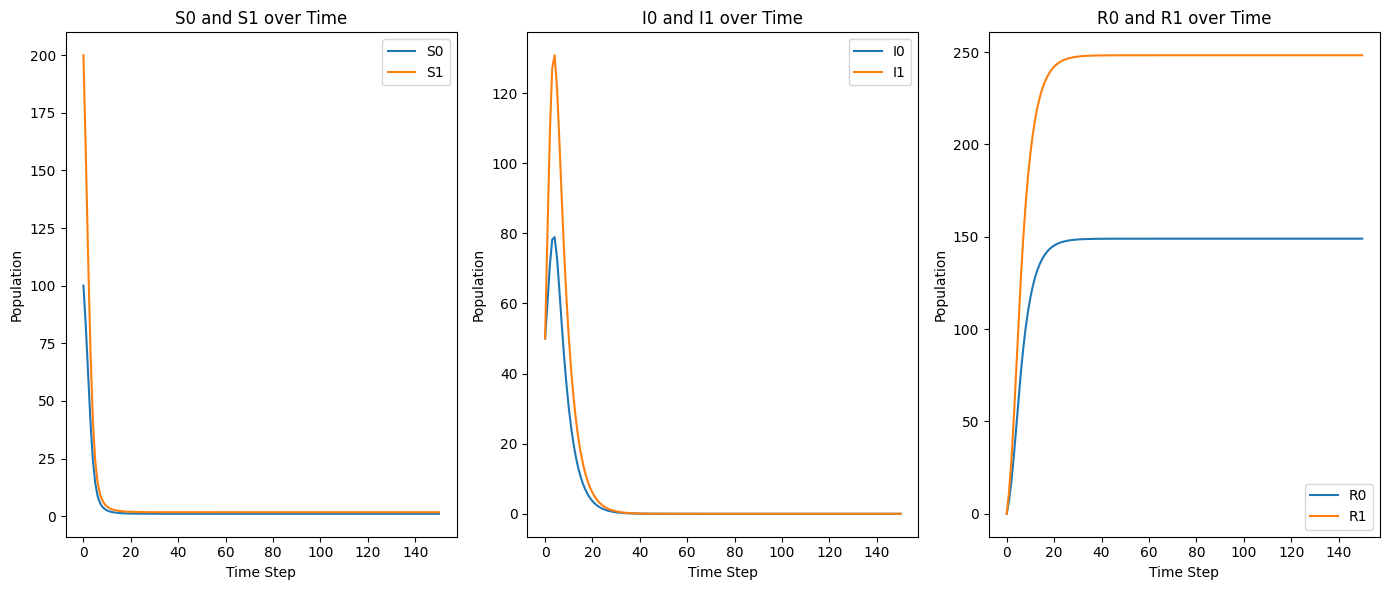 S0 and S1 over Time
S0
S1
200
175
150
125
100
75
50
25
0
Population
0 20 40 60 80 100 120 140
Time Step
I0 and I1 over Time
I0
I1
120
100
80
60
40
20
0
Population
0 20 40 60 80 100 120 140
Time Step
R0 and R1 over Time
250
200
150
100
50
0
Population
R0
R1
0 20 40 60 80 100 120 140
Time Step